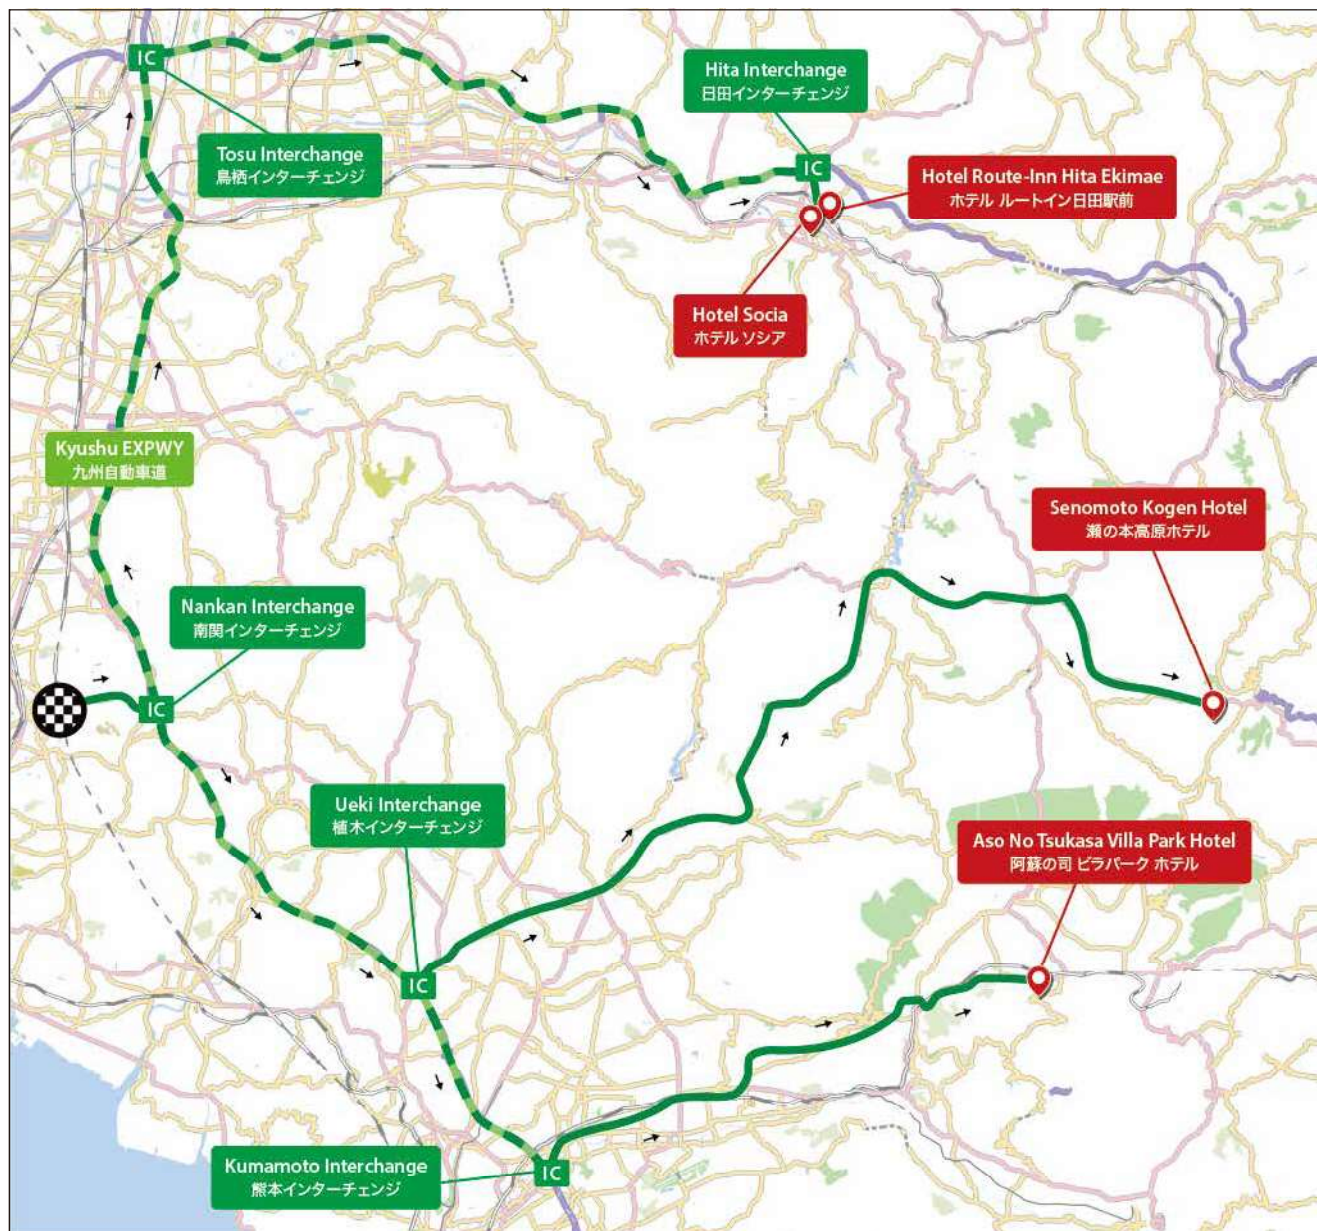 IC
Hita Interchange
日田インターチェンジ
Tosu Interchange
鳥栖インターチェンジ
IC
Hotel Route-Inn Hita Ekimae
ホテル ルートイン日田駅前
Hotel Socia
ホテル ソシア
Kyushu EXPWY
九州自動車道
Senomoto Kogen Hotel
瀬の本高原ホテル
Nankan Interchange
南関インターチェンジ
IC
Ueki Interchange
植木インターチェンジ
Aso No Tsukasa Villa Park Hotel
阿蘇の司 ビラパーク ホテル
IC
Kumamoto Interchange
熊本インターチェンジ
IC